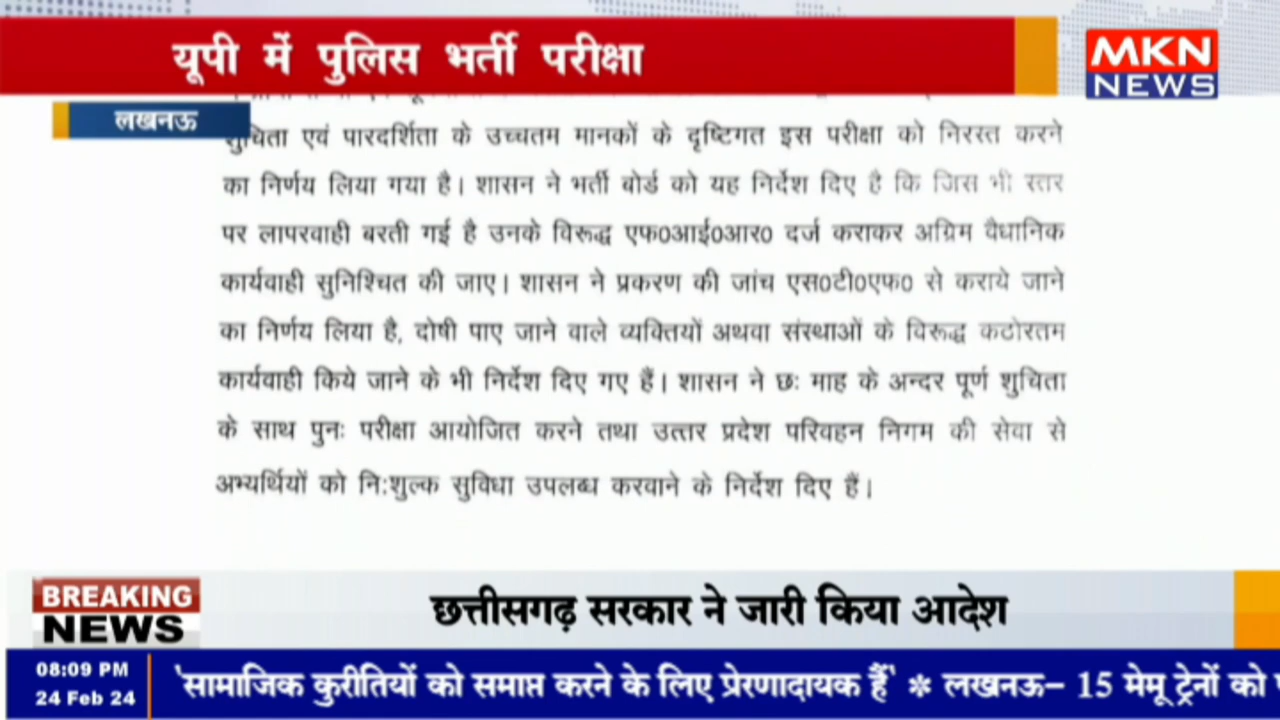 यूपी में पुलिस भर्ती परीक्षा
MKN
NEWS
लखनऊ
शुचिता एवं पारदर्शिता के उच्चतम मानकों के दृष्टिगत इस परीक्षा को निरस्त करने
का निर्णय लिया गया है। शासन ने भर्ती बोर्ड को यह निर्देश दिए है कि जिस भी स्तर
पर लापरवाही बरती गई है उनके विरूद्ध एफ०आई०आर० दर्ज कराकर अग्रिम वैधानिक
कार्यवाही सुनिश्चित की जाए। शासन ने प्रकरण की जांच एस०टी०एफ० से कराये जाने
का निर्णय लिया है, दोषी पाए जाने वाले व्यक्तियों अथवा संस्थाओं के विरूद्ध कठोरतम
कार्यवाही किये जाने के भी निर्देश दिए गए हैं। शासन ने छः माह के अन्दर पूर्ण शुचिता
के साथ पुनः परीक्षा आयोजित करने तथा उत्तर प्रदेश परिवहन निगम की सेवा से
अभ्यर्थियों को नि:शुल्क सुविधा उपलब्ध करवाने के निर्देश दिए हैं।
BREAKING
NEWS
छत्तीसगढ़ सरकार ने जारी किया आदेश
08:09 PM
24 Feb 24
'सामाजिक कुरीतियों को समाप्त करने के लिए प्रेरणादायक हैं' * लखनऊ– 15 मेमू ट्रेनों को